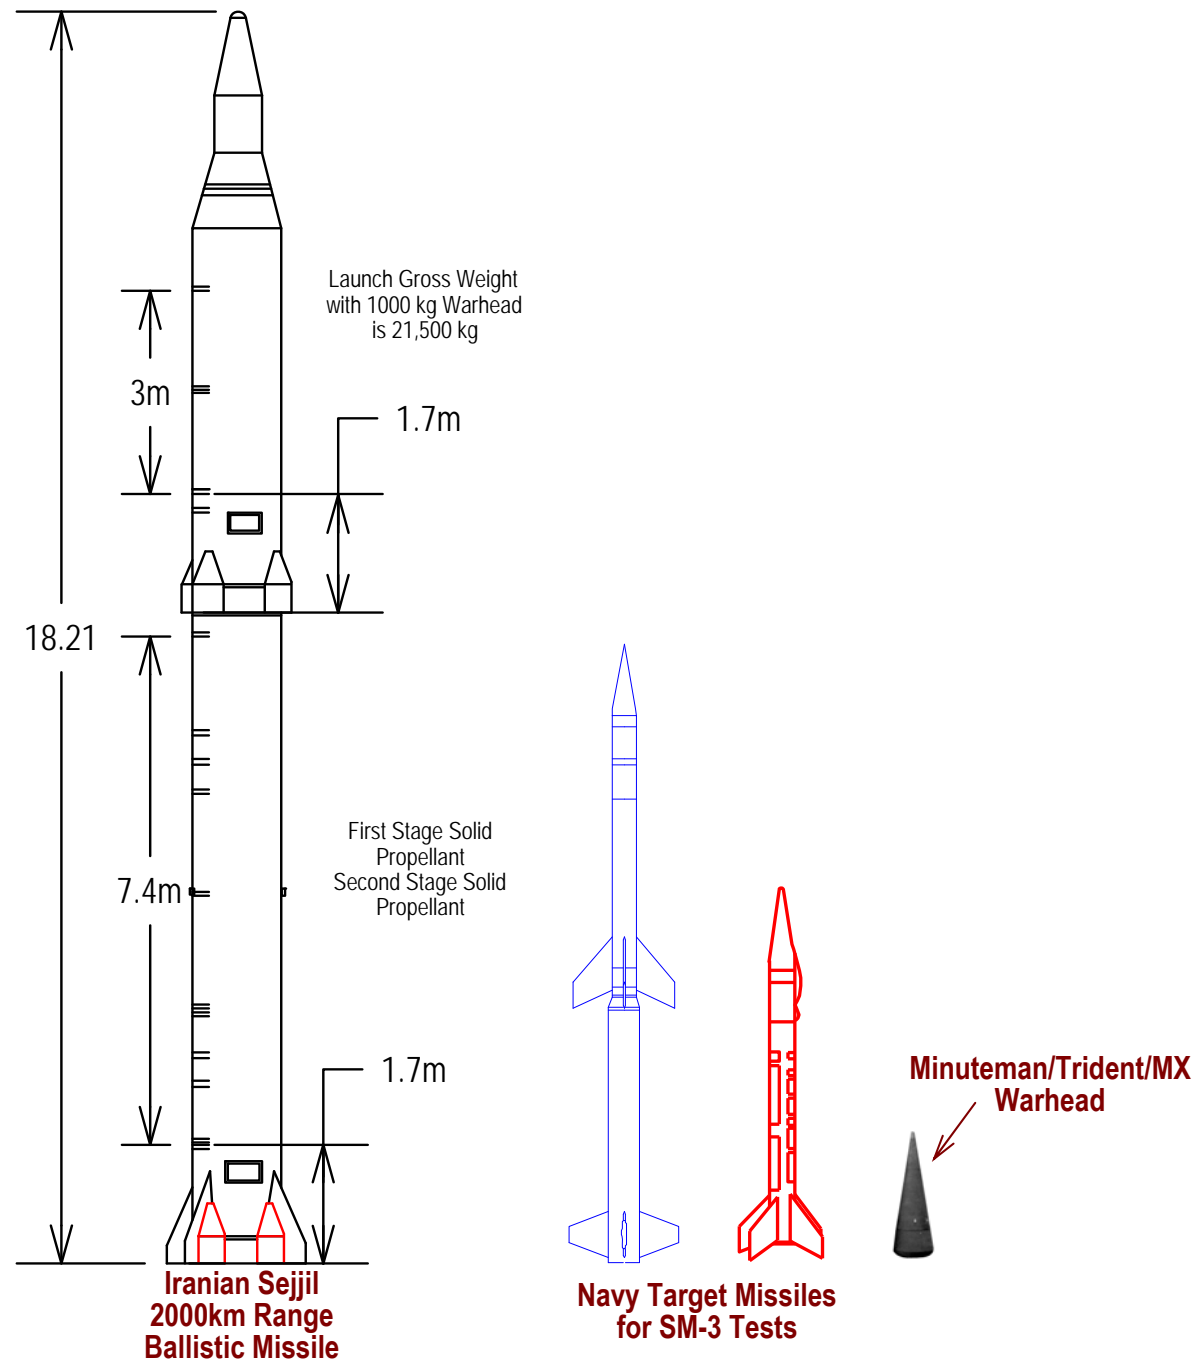 Launch Gross Weight
with 1000 kg Warhead
is 21,500 kg
3m
1.7m
18.21
7.4m
First Stage Solid
Propellant
Second Stage Solid
Propellant
1.7m
Minuteman/Trident/MX
Warhead
Iranian Sejjil
2000km Range
Ballistic Missile
Navy Target Missiles
for SM-3 Tests